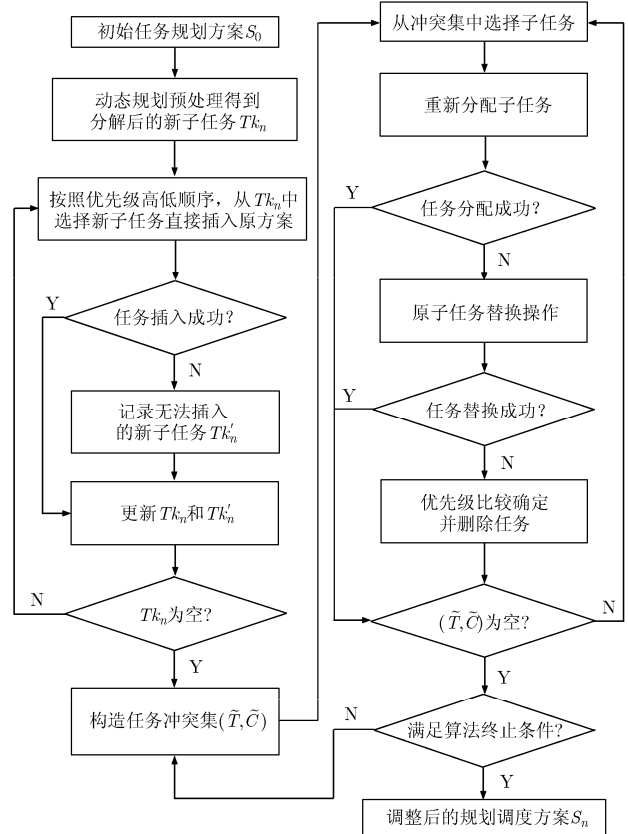 初始任务规划方案S₀
动态规划预处理得到
分解后的新子任务Tkₙ
按照优先级高低顺序，从Tkₙ中
选择新子任务直接插入原方案
Y
任务插入成功？
N
记录无法插入
的新子任务Tk′ₙ
更新Tkₙ和Tk′ₙ
N
Tkₙ为空？
Y
构造任务冲突集(T̃,C̃)
从冲突集中选择子任务
重新分配子任务
Y
任务分配成功？
N
原子任务替换操作
Y
任务替换成功？
N
优先级比较确定
并删除任务
(T̃,C̃)为空？
N
Y
N
满足算法终止条件？
Y
调整后的规划调度方案Sₙ